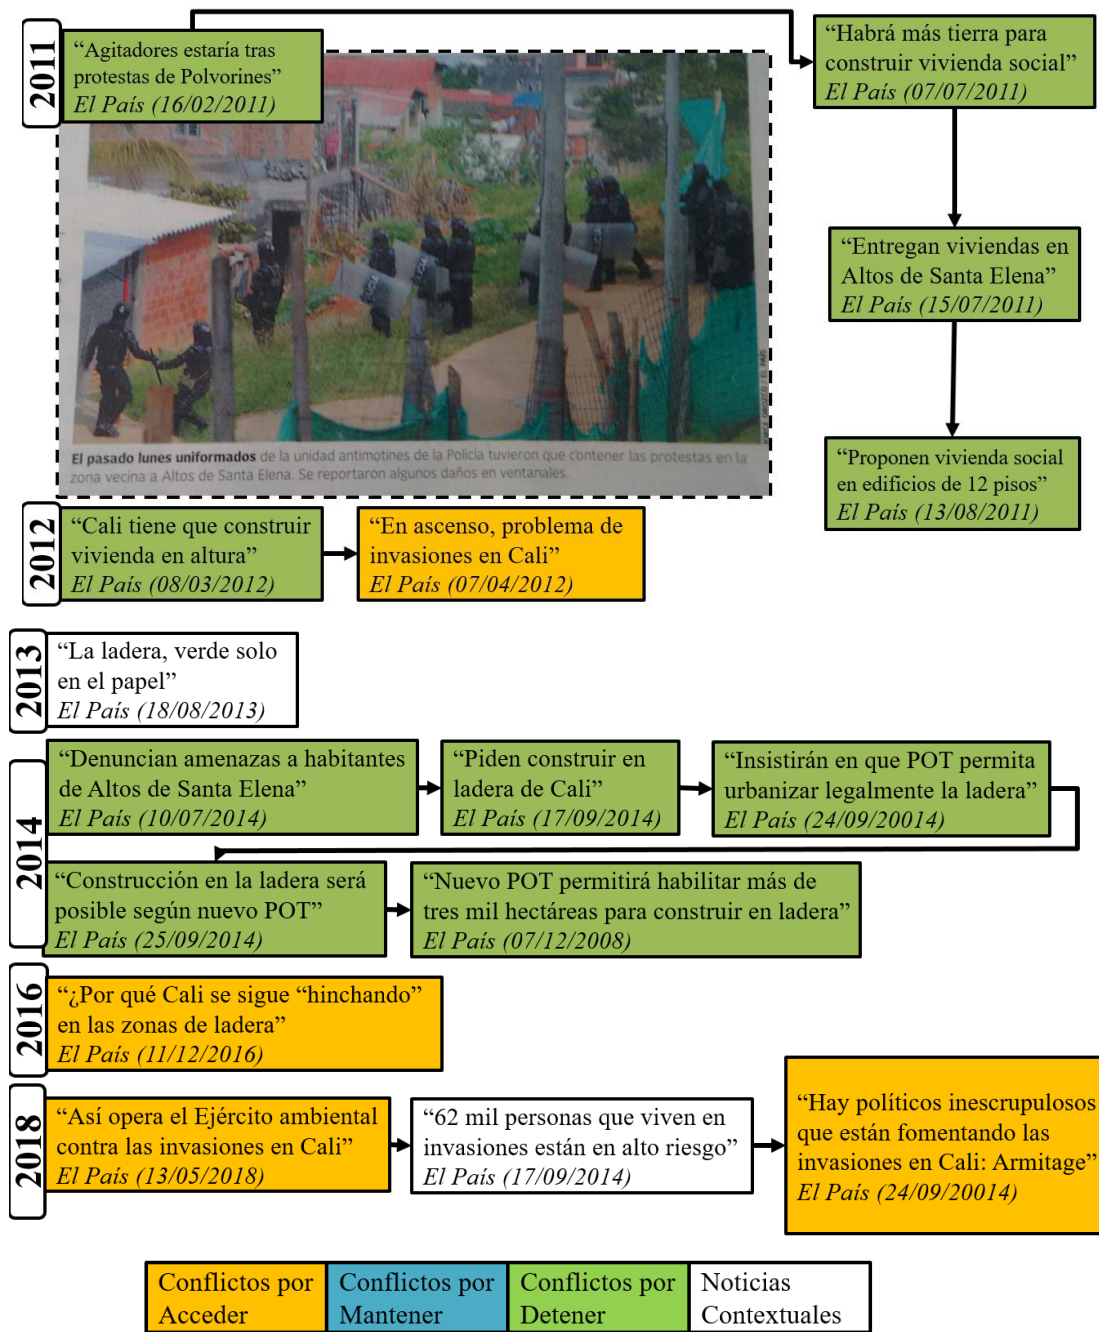 2011
“Agitadores estaría tras
protestas de Polvorines”
El País (16/02/2011)
“Habrá más tierra para
construir vivienda social”
El País (07/07/2011)
“Entregan viviendas en
Altos de Santa Elena”
El País (15/07/2011)
“Proponen vivienda social
en edificios de 12 pisos”
El País (13/08/2011)
El pasado lunes uniformados de la unidad antimotines de la Policía tuvieron que contener las protestas en la
zona vecina a Altos de Santa Elena. Se reportaron algunos daños en ventanales.
2012
“Cali tiene que construir
vivienda en altura”
El País (08/03/2012)
“En ascenso, problema de
invasiones en Cali”
El País (07/04/2012)
2013
“La ladera, verde solo
en el papel”
El País (18/08/2013)
2014
“Denuncian amenazas a habitantes
de Altos de Santa Elena”
El País (10/07/2014)
“Piden construir en
ladera de Cali”
El País (17/09/2014)
“Insistirán en que POT permita
urbanizar legalmente la ladera”
El País (24/09/20014)
“Construcción en la ladera será
posible según nuevo POT”
El País (25/09/2014)
“Nuevo POT permitirá habilitar más de
tres mil hectáreas para construir en ladera”
El País (07/12/2008)
2016
“¿Por qué Cali se sigue “hinchando”
en las zonas de ladera”
El País (11/12/2016)
2018
“Así opera el Ejército ambiental
contra las invasiones en Cali”
El País (13/05/2018)
“62 mil personas que viven en
invasiones están en alto riesgo”
El País (17/09/2014)
“Hay políticos inescrupulosos
que están fomentando las
invasiones en Cali: Armitage”
El País (24/09/20014)
Conflictos por
Acceder
Conflictos por
Mantener
Conflictos por
Detener
Noticias
Contextuales